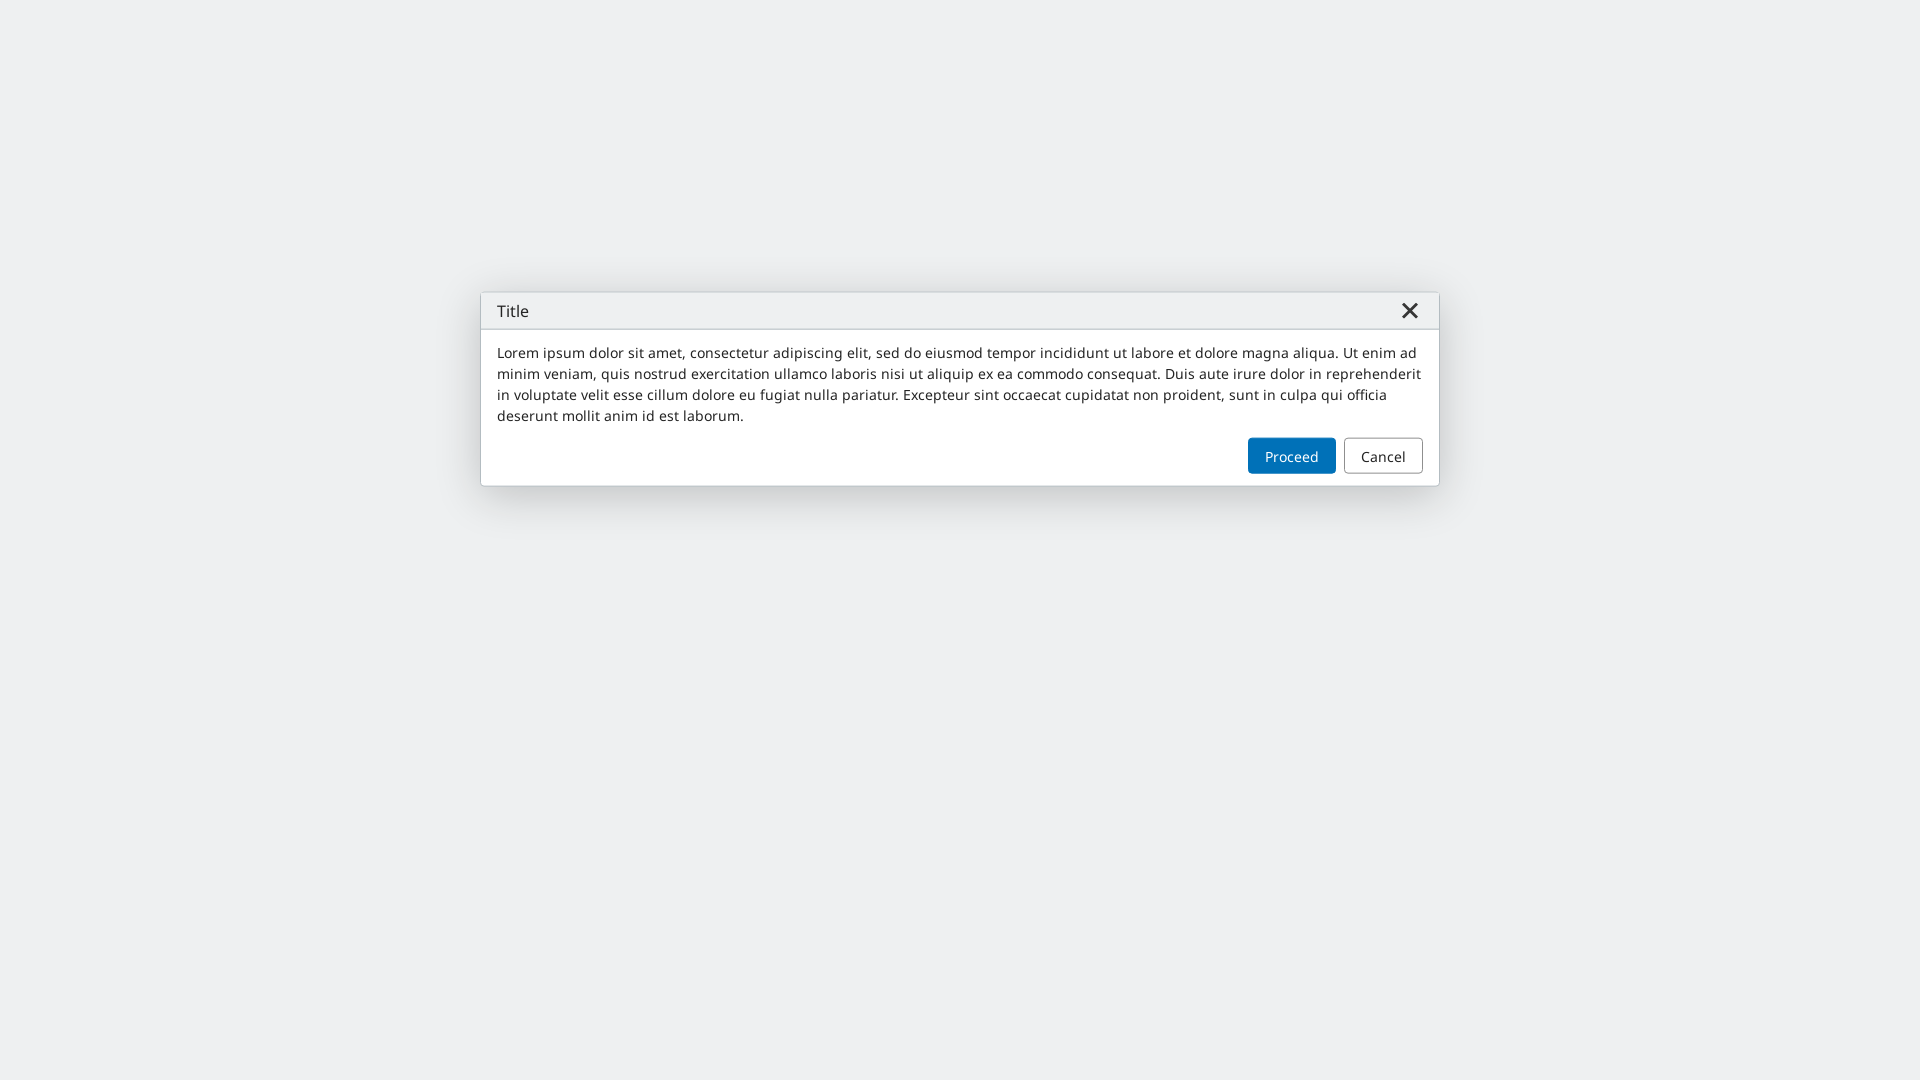 Title
Lorem ipsum dolor sit amet, consectetur adipiscing elit, sed do eiusmod tempor incididunt ut labore et dolore magna aliqua. Ut enim ad
minim veniam, quis nostrud exercitation ullamco laboris nisi ut aliquip ex ea commodo consequat. Duis aute irure dolor in reprehenderit
in voluptate velit esse cillum dolore eu fugiat nulla pariatur. Excepteur sint occaecat cupidatat non proident, sunt in culpa qui officia
deserunt mollit anim id est laborum.
Proceed Cancel